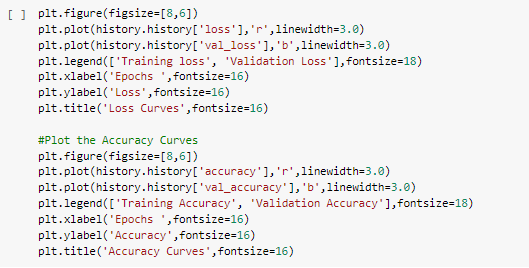 [ ] plt.figure(figsize=[8,6])
plt.plot(history.history['loss'],'r',linewidth=3.0)
plt.plot(history.history['val_loss'],'b',linewidth=3.0)
plt.legend(['Training loss', 'Validation Loss'],fontsize=18)
plt.xlabel('Epochs ',fontsize=16)
plt.ylabel('Loss',fontsize=16)
plt.title('Loss Curves',fontsize=16)

#Plot the Accuracy Curves
plt.figure(figsize=[8,6])
plt.plot(history.history['accuracy'],'r',linewidth=3.0)
plt.plot(history.history['val_accuracy'],'b',linewidth=3.0)
plt.legend(['Training Accuracy', 'Validation Accuracy'],fontsize=18)
plt.xlabel('Epochs ',fontsize=16)
plt.ylabel('Accuracy',fontsize=16)
plt.title('Accuracy Curves',fontsize=16)